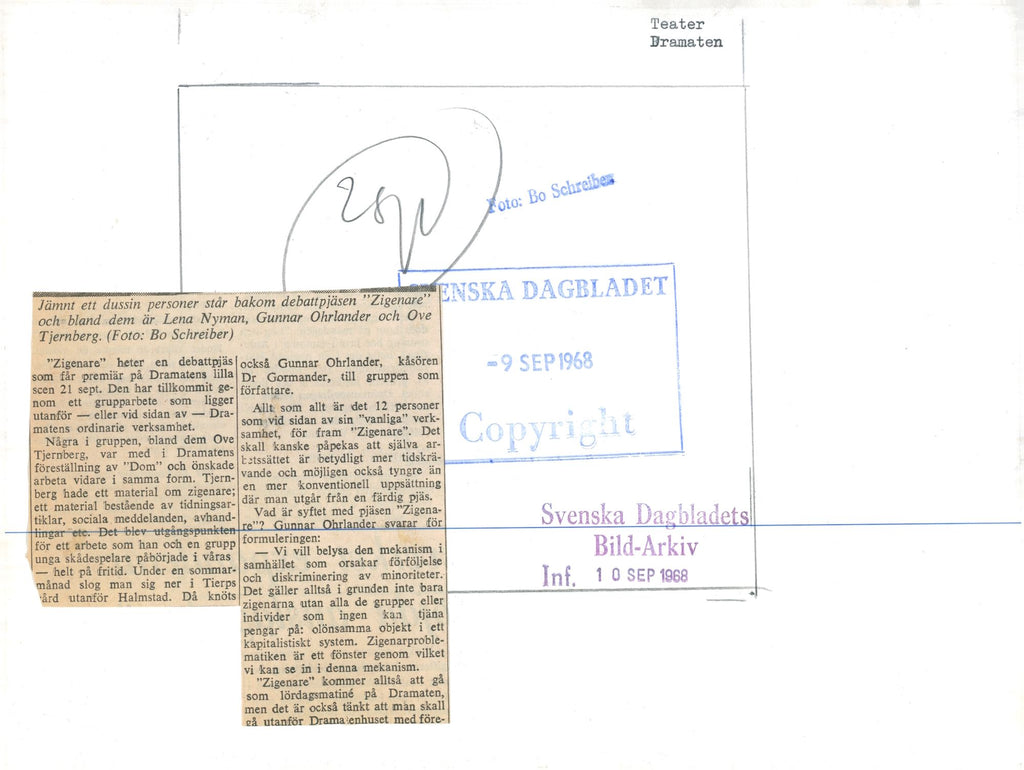 Teater
Dramaten
Foto: Bo Schreiber
SVENSKA DAGBLADET
-9 SEP 1968
Copyright
Jämnt ett dussin personer står bakom debattpjäsen "Zigenare"
och bland dem är Lena Nyman, Gunnar Ohrlander och Ove
Tjernberg. (Foto: Bo Schreiber)
"Zigenare" heter en debattpjäs
som får premiär på Dramatens lilla
scen 21 sept. Den har tillkommit ge-
nom ett grupparbete som ligger
utanför — eller vid sidan av — Dra-
matens ordinarie verksamhet.
Några i gruppen, bland dem Ove
Tjernberg, var med i Dramatens
föreställning av "Dom" och önskade
arbeta vidare i samma form. Tjern-
berg hade ett material om zigenare;
ett material bestående av tidningsar-
tiklar, sociala meddelanden, avhand-
lingar etc. Det blev utgångspunkten
för ett arbete som han och en grupp
unga skådespelare påbörjade i våras
— helt på fritid. Under en sommar-
månad slog man sig ner i Tierps
gård utanför Halmstad. Då knöts
också Gunnar Ohrlander, kåsören
Dr Gormander, till gruppen som
författare.
Allt som allt är det 12 personer
som vid sidan av sin "vanliga" verk-
samhet, för fram "Zigenare". Det
skall kanske påpekas att själva ar-
betssättet är betydligt mer tidskrä-
vande och möjligen också tyngre än
en mer konventionell uppsättning
där man utgår från en färdig pjäs.
Vad är syftet med pjäsen "Zigena-
re"? Gunnar Ohrlander svarar för
formuleringen:
— Vi vill belysa den mekanism i
samhället som orsakar förföljelse
och diskriminering av minoriteter.
Det gäller alltså i grunden inte bara
zigenarna utan alla de grupper eller
individer som ingen kan tjäna
pengar på: olönsamma objekt i ett
kapitalistiskt system. Zigenarproble-
matiken är ett fönster genom vilket
vi kan se in i denna mekanism.
"Zigenare" kommer alltså att gå
som lördagsmatiné på Dramaten,
men det är också tänkt att man skall
gå utanför Dramatenhuset med före-
Svenska Dagbladets
Bild-Arkiv
Inf. 10 SEP 1968